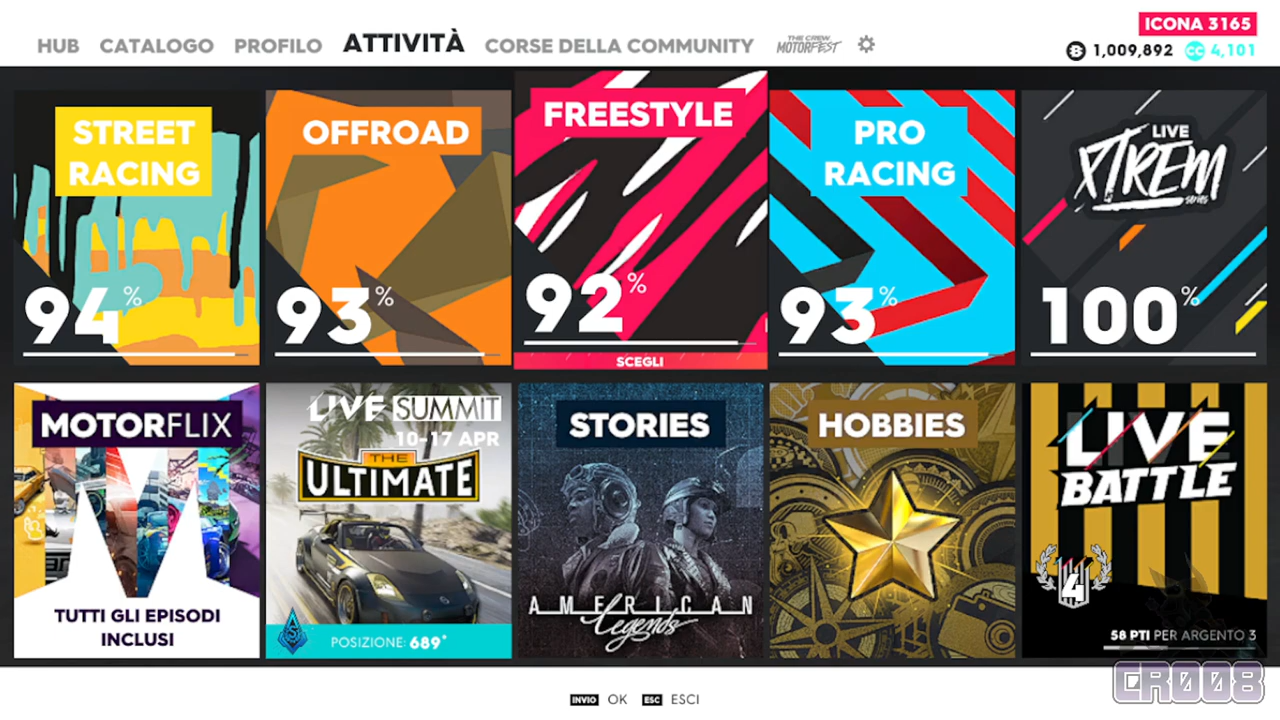 ICONA 3165
HUB CATALOGO PROFILO ATTIVITÀ CORSE DELLA COMMUNITY THE CREW MOTORFEST
1,009,892 CC 4,101
STREET
RACING
94%
OFFROAD
93%
FREESTYLE
92%
SCEGLI
PRO
RACING
93%
LIVE
XTREM
series
100%
MOTORFLIX
TUTTI GLI EPISODI
INCLUSI
LIVE SUMMIT
10-17 APR
THE
ULTIMATE
POSIZIONE: 689°
STORIES
AMERICAN
Legends
HOBBIES
LIVE
BATTLE
4
58 PTI PER ARGENTO 3
INVIO OK ESC ESCI
CR008